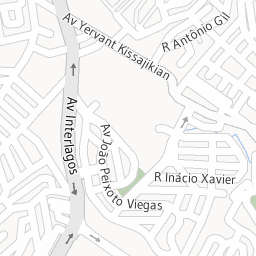 Av Yervant Kissajikian
R Antônio Gil
Av Interlagos
Av João Peixoto Viegas
R Inácio Xavier